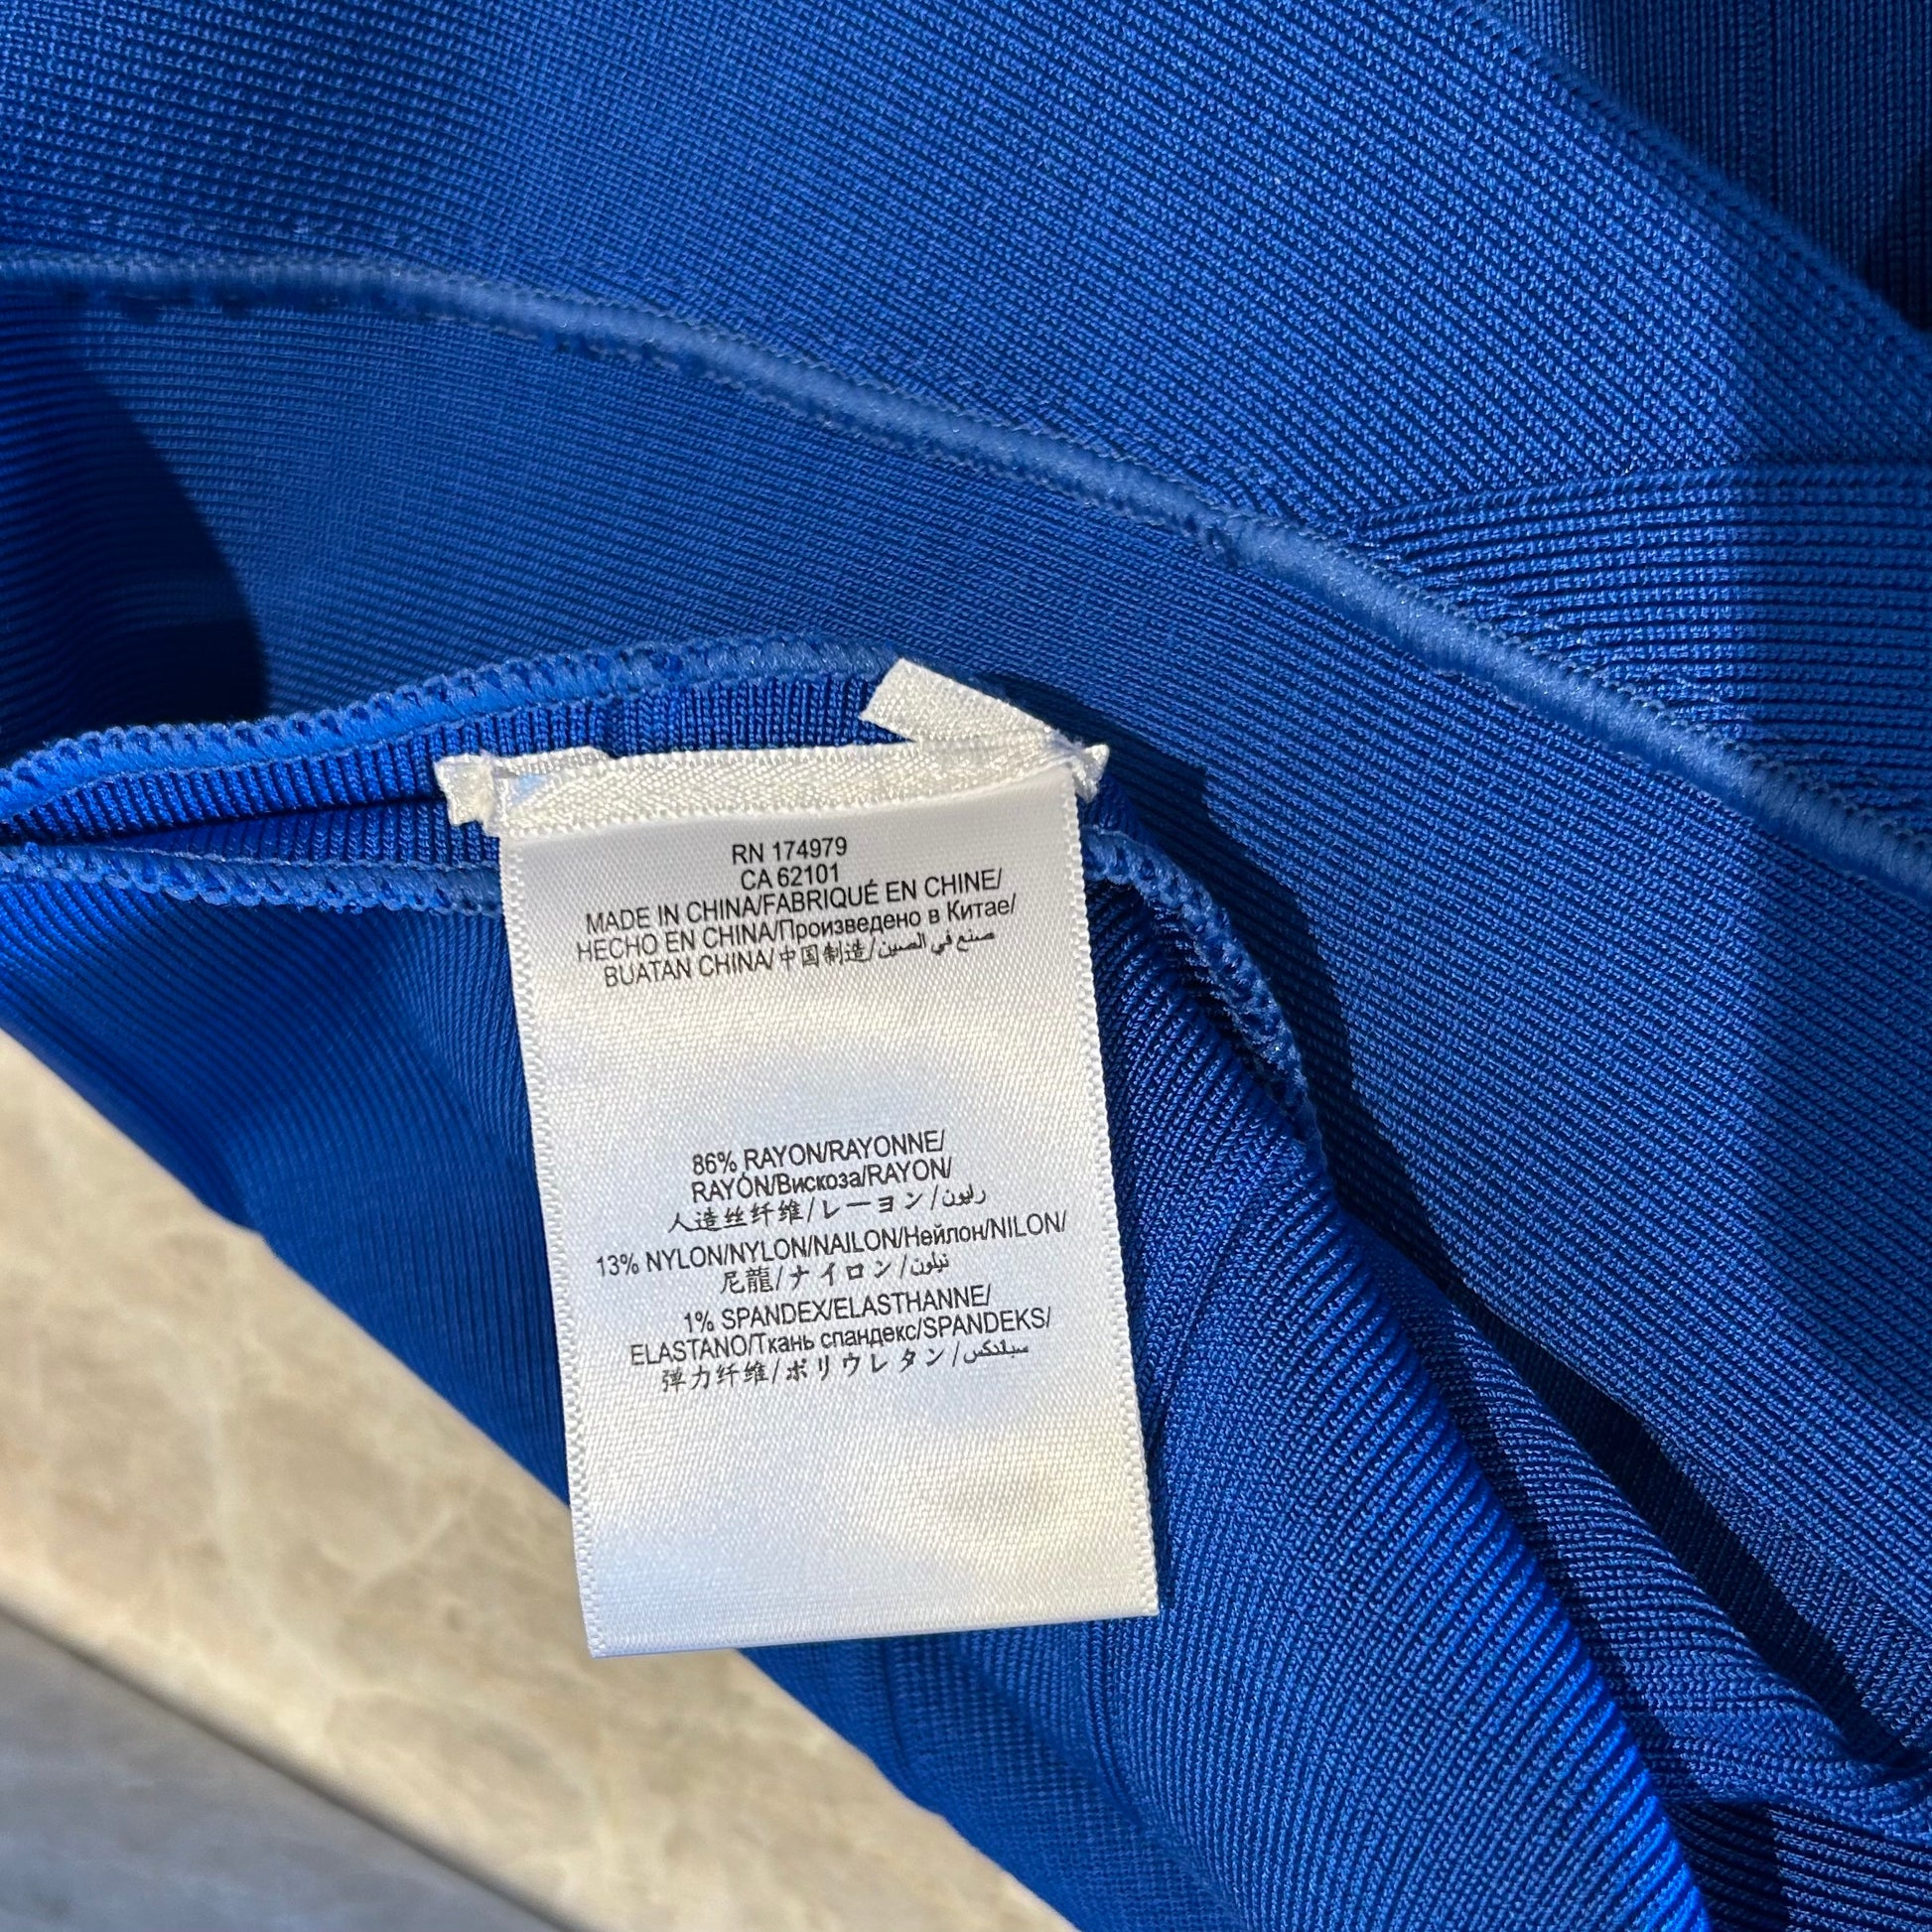 RN 174979
CA 62101
MADE IN CHINA/FABRIQUÉ EN CHINE/
HECHO EN CHINA/Произведено в Китае/
BUATAN CHINA/中国制造/صنع في الصين
86% RAYON/RAYONNE/
RAYÓN/Вискоза/RAYON/
人造丝纤维/レーヨン/رايون
13% NYLON/NYLON/NAILON/Нейлон/NILON/
尼龍/ナイロン/نيلون
1% SPANDEX/ELASTHANNE/
ELASTANO/Ткань спандекс/SPANDEKS/
弹力纤维/ポリウレタン/سباندكس